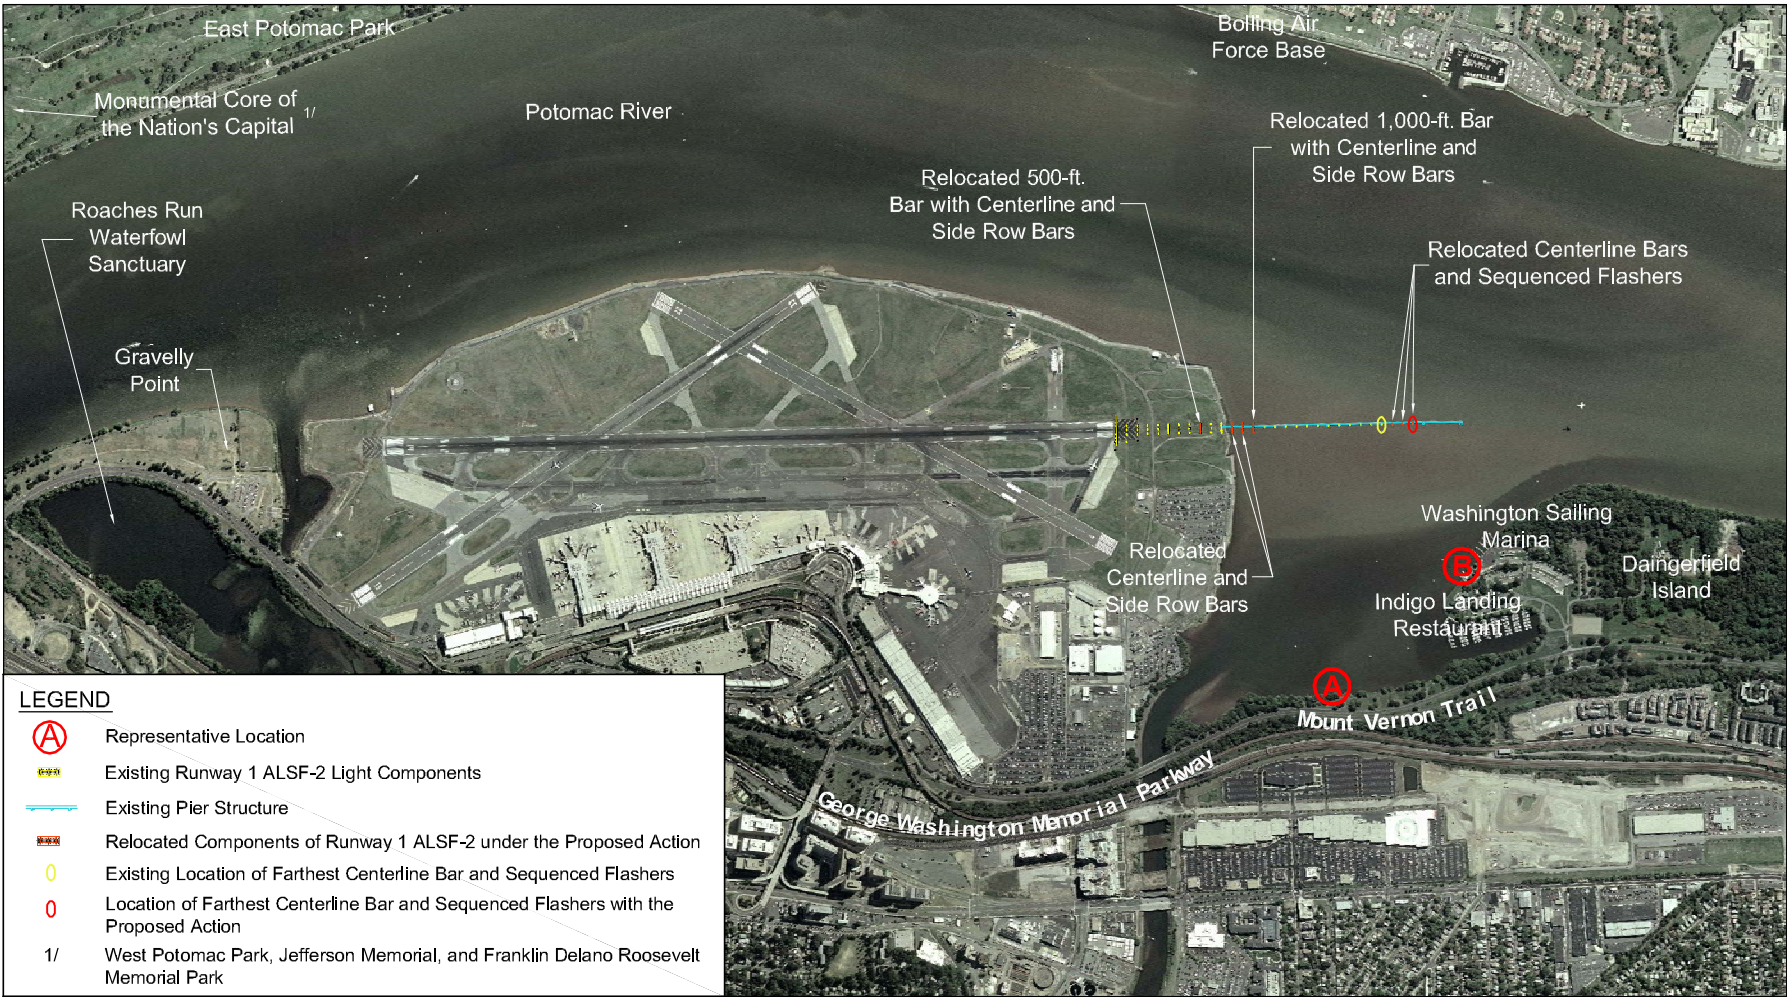 East Potomac Park
Bolling Air
Force Base
Monumental Core of
the Nation's Capital 1/
Potomac River
Relocated 1,000-ft. Bar
with Centerline and
Side Row Bars
Relocated 500-ft.
Bar with Centerline and
Side Row Bars
Roaches Run
Waterfowl
Sanctuary
Relocated Centerline Bars
and Sequenced Flashers
Gravelly
Point
Washington Sailing
Marina
Relocated
Centerline and
Side Row Bars
B
Daingerfield
Island
Indigo Landing
Restaurant
A
Mount Vernon Trail
George Washington Memorial Parkway
LEGEND
A Representative Location
Existing Runway 1 ALSF-2 Light Components
Existing Pier Structure
Relocated Components of Runway 1 ALSF-2 under the Proposed Action
Existing Location of Farthest Centerline Bar and Sequenced Flashers
Location of Farthest Centerline Bar and Sequenced Flashers with the
Proposed Action
1/ West Potomac Park, Jefferson Memorial, and Franklin Delano Roosevelt
Memorial Park